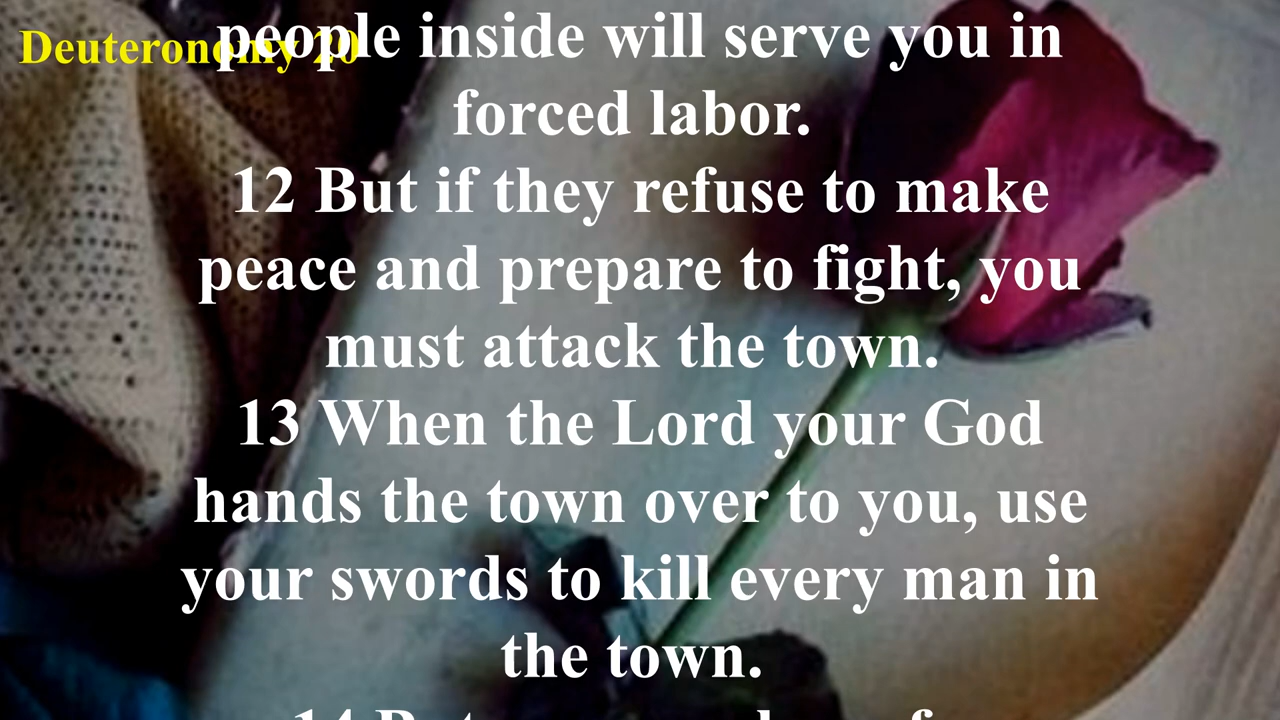 Deuteronomy 20
people inside will serve you in
forced labor.
12 But if they refuse to make
peace and prepare to fight, you
must attack the town.
13 When the Lord your God
hands the town over to you, use
your swords to kill every man in
the town.
14 But